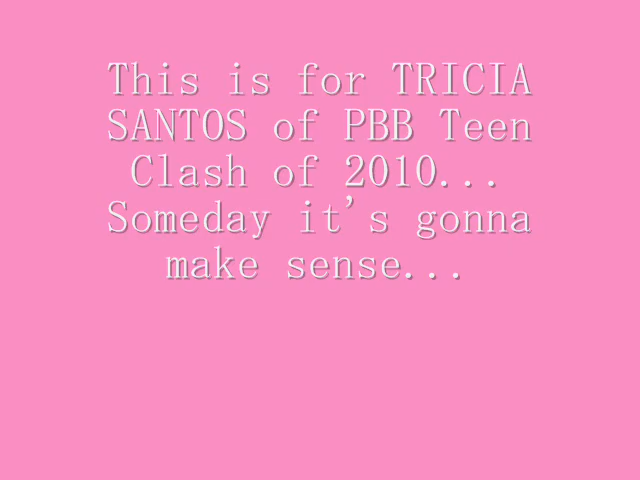 This is for TRICIA
SANTOS of PBB Teen
Clash of 2010...
Someday it's gonna
make sense...